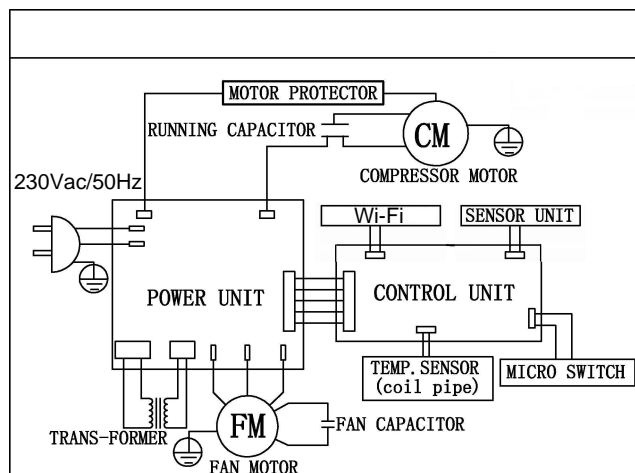 MOTOR PROTECTOR
RUNNING CAPACITOR
CM
COMPRESSOR MOTOR
230Vac/50Hz
Wi-Fi
SENSOR UNIT
POWER UNIT
CONTROL UNIT
TEMP.SENSOR
(coil pipe)
MICRO SWITCH
TRANS-FORMER
FM
FAN CAPACITOR
FAN MOTOR